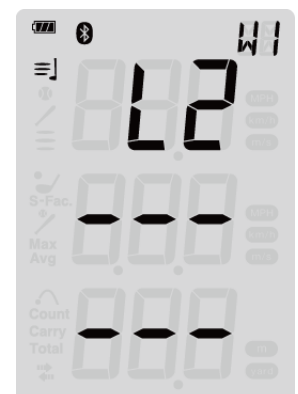 W1
L2
S-Fac.
---
Max
Avg
Count
Carry
---
Total